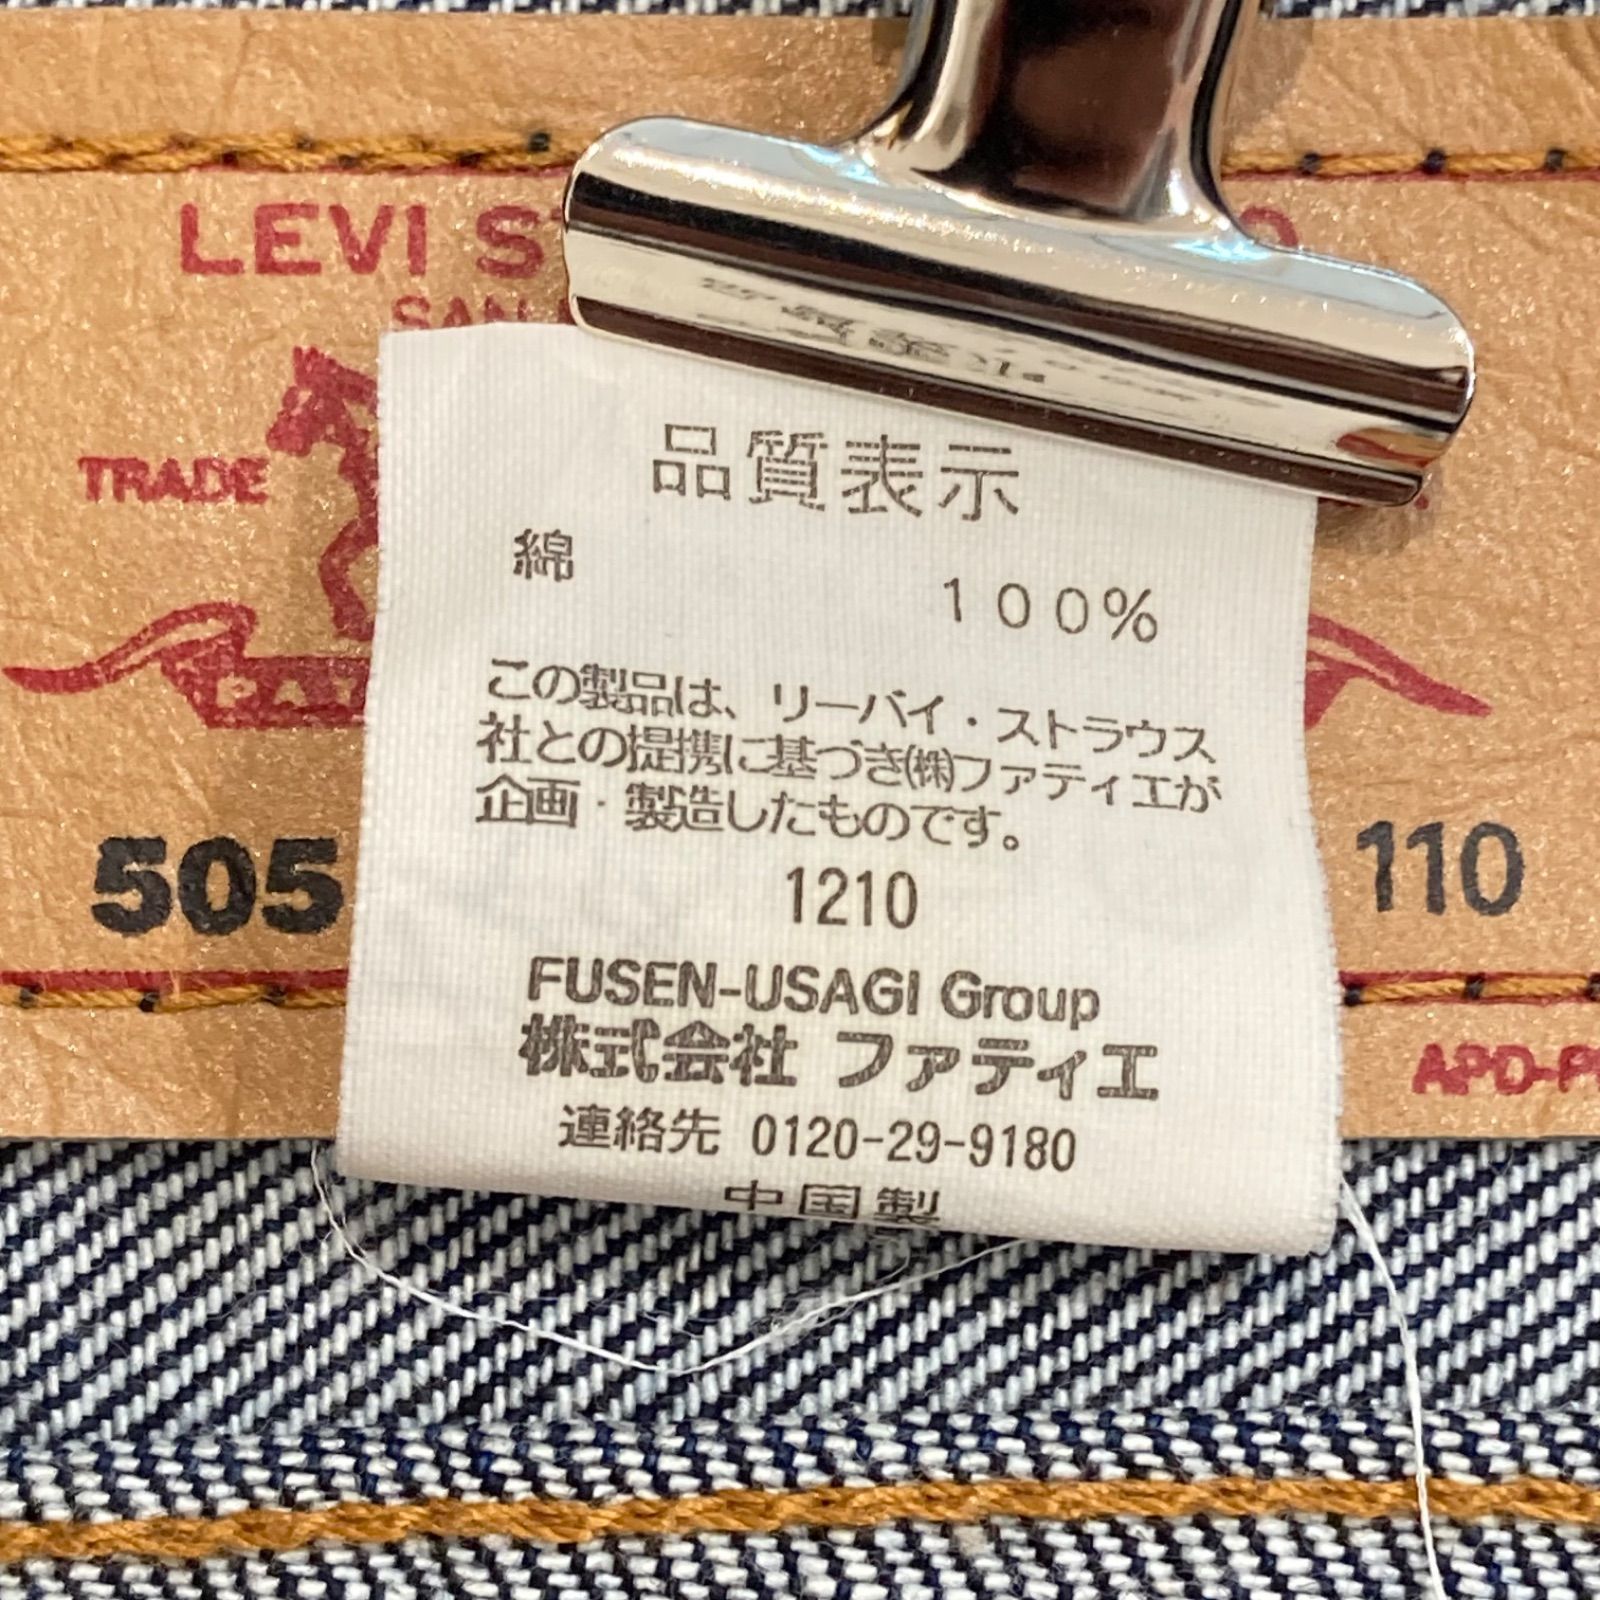 LEVI
SAN
TRADE
505
110
品質表示
綿 100%
この製品は、リーバイ・ストラウス
社との提携に基づき㈱ファティエが
企画・製造したものです。
1210
FUSEN-USAGI Group
株式会社 ファティエ
連絡先 0120-29-9180
中国製